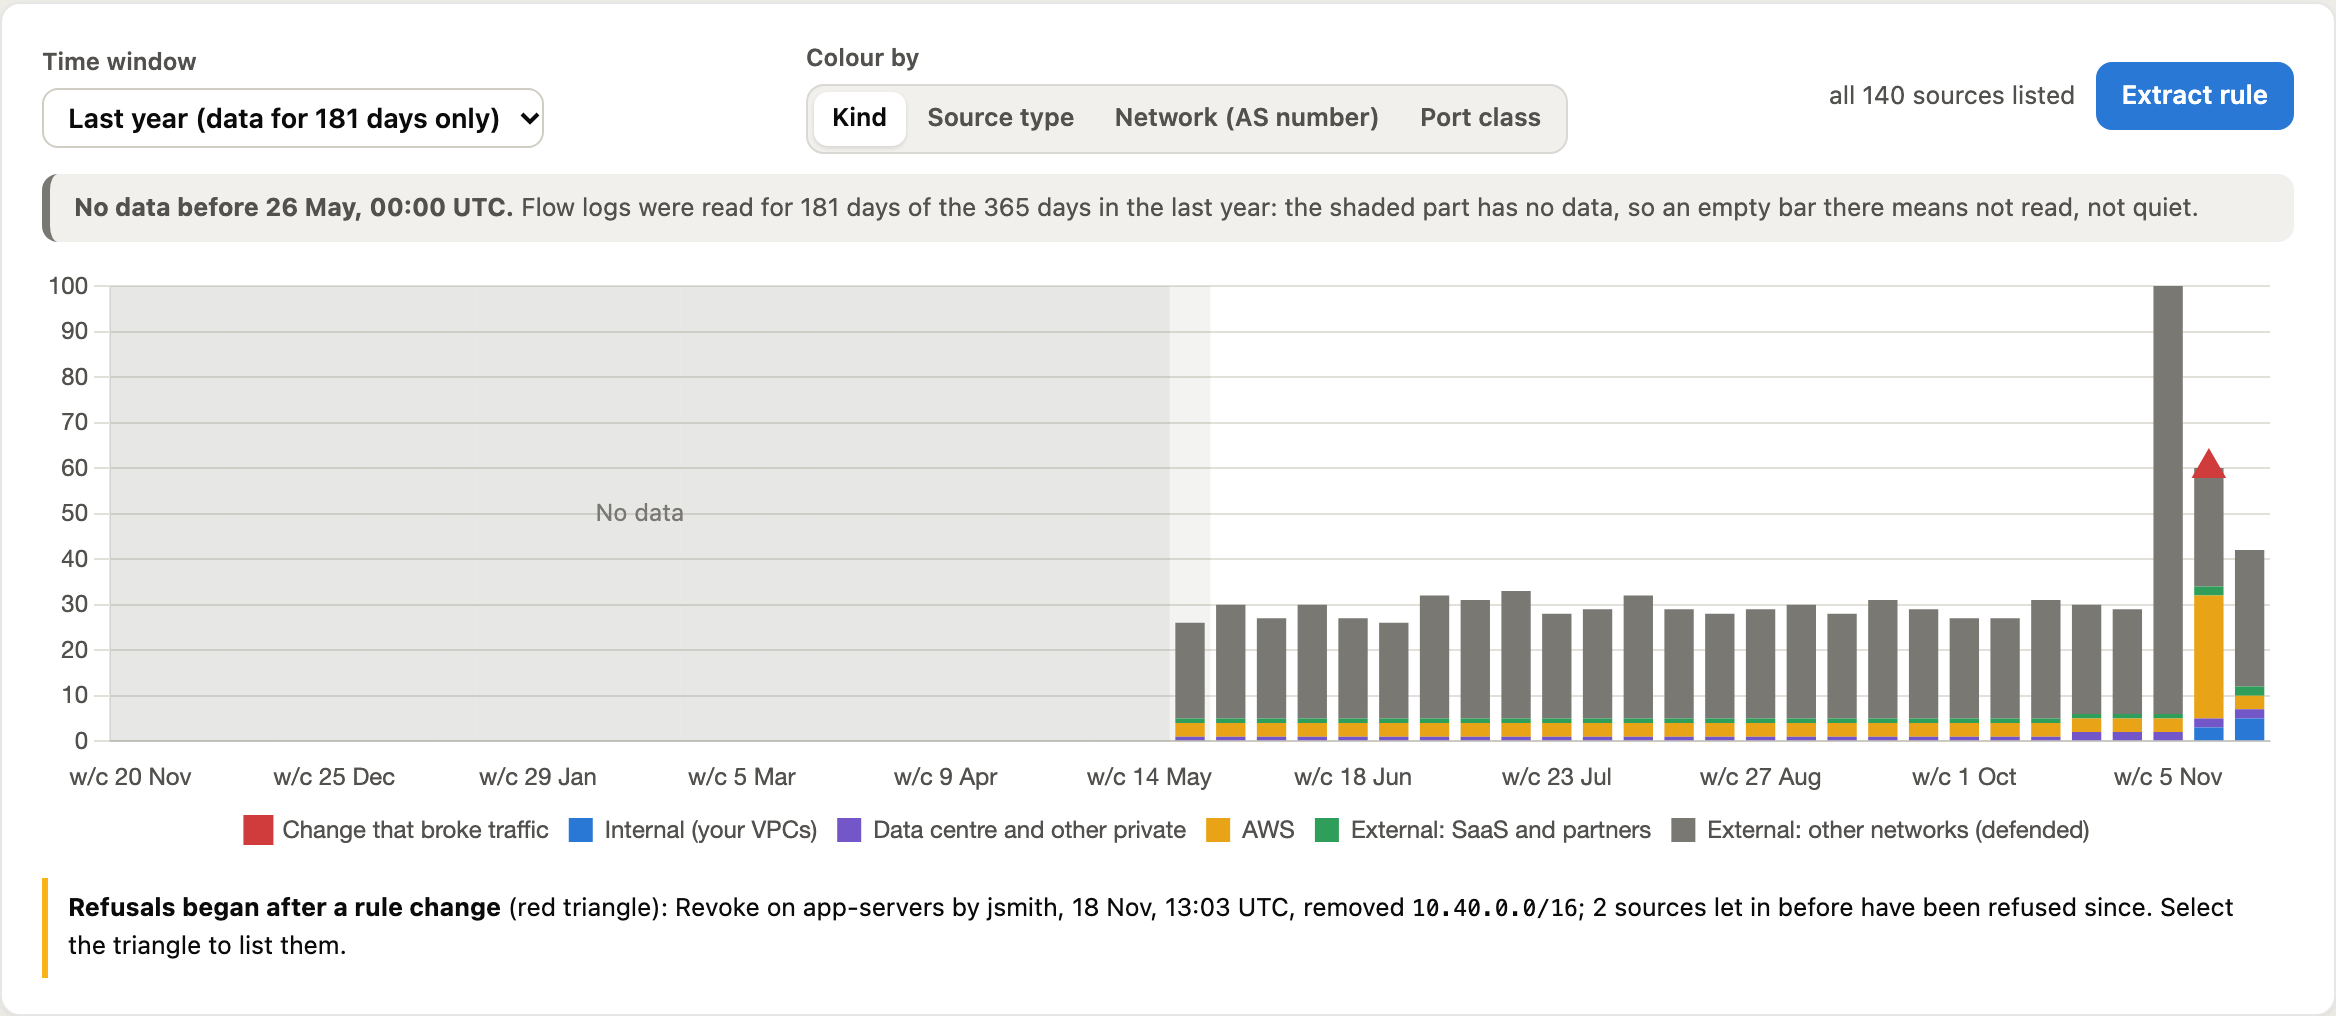 Time window
Colour by
Last year (data for 181 days only)
Kind
Source type
Network (AS number)
Port class
all 140 sources listed
Extract rule
No data before 26 May, 00:00 UTC. Flow logs were read for 181 days of the 365 days in the last year: the shaded part has no data, so an empty bar there means not read, not quiet.
100
90
80
70
60
50
40
30
20
10
0
No data
w/c 20 Nov
w/c 25 Dec
w/c 29 Jan
w/c 5 Mar
w/c 9 Apr
w/c 14 May
w/c 18 Jun
w/c 23 Jul
w/c 27 Aug
w/c 1 Oct
w/c 5 Nov
Change that broke traffic
Internal (your VPCs)
Data centre and other private
AWS
External: SaaS and partners
External: other networks (defended)
Refusals began after a rule change (red triangle): Revoke on app-servers by jsmith, 18 Nov, 13:03 UTC, removed 10.40.0.0/16; 2 sources let in before have been refused since. Select
the triangle to list them.